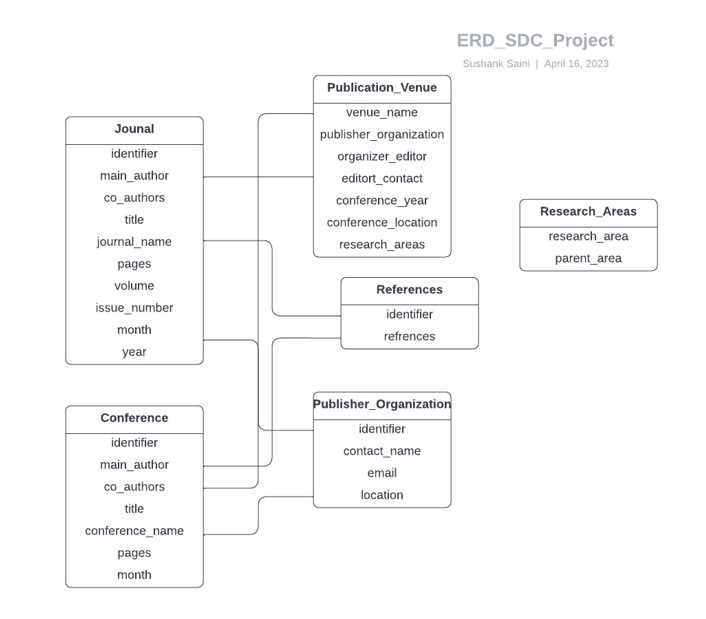 ERD_SDC_Project
Sushank Saini | April 16, 2023
Jounal
identifier
main_author
co_authors
title
journal_name
pages
volume
issue_number
month
year
Conference
identifier
main_author
co_authors
title
conference_name
pages
month
Publication_Venue
venue_name
publisher_organization
organizer_editor
editort_contact
conference_year
conference_location
research_areas
References
identifier
refrences
Publisher_Organization
identifier
contact_name
email
location
Research_Areas
research_area
parent_area